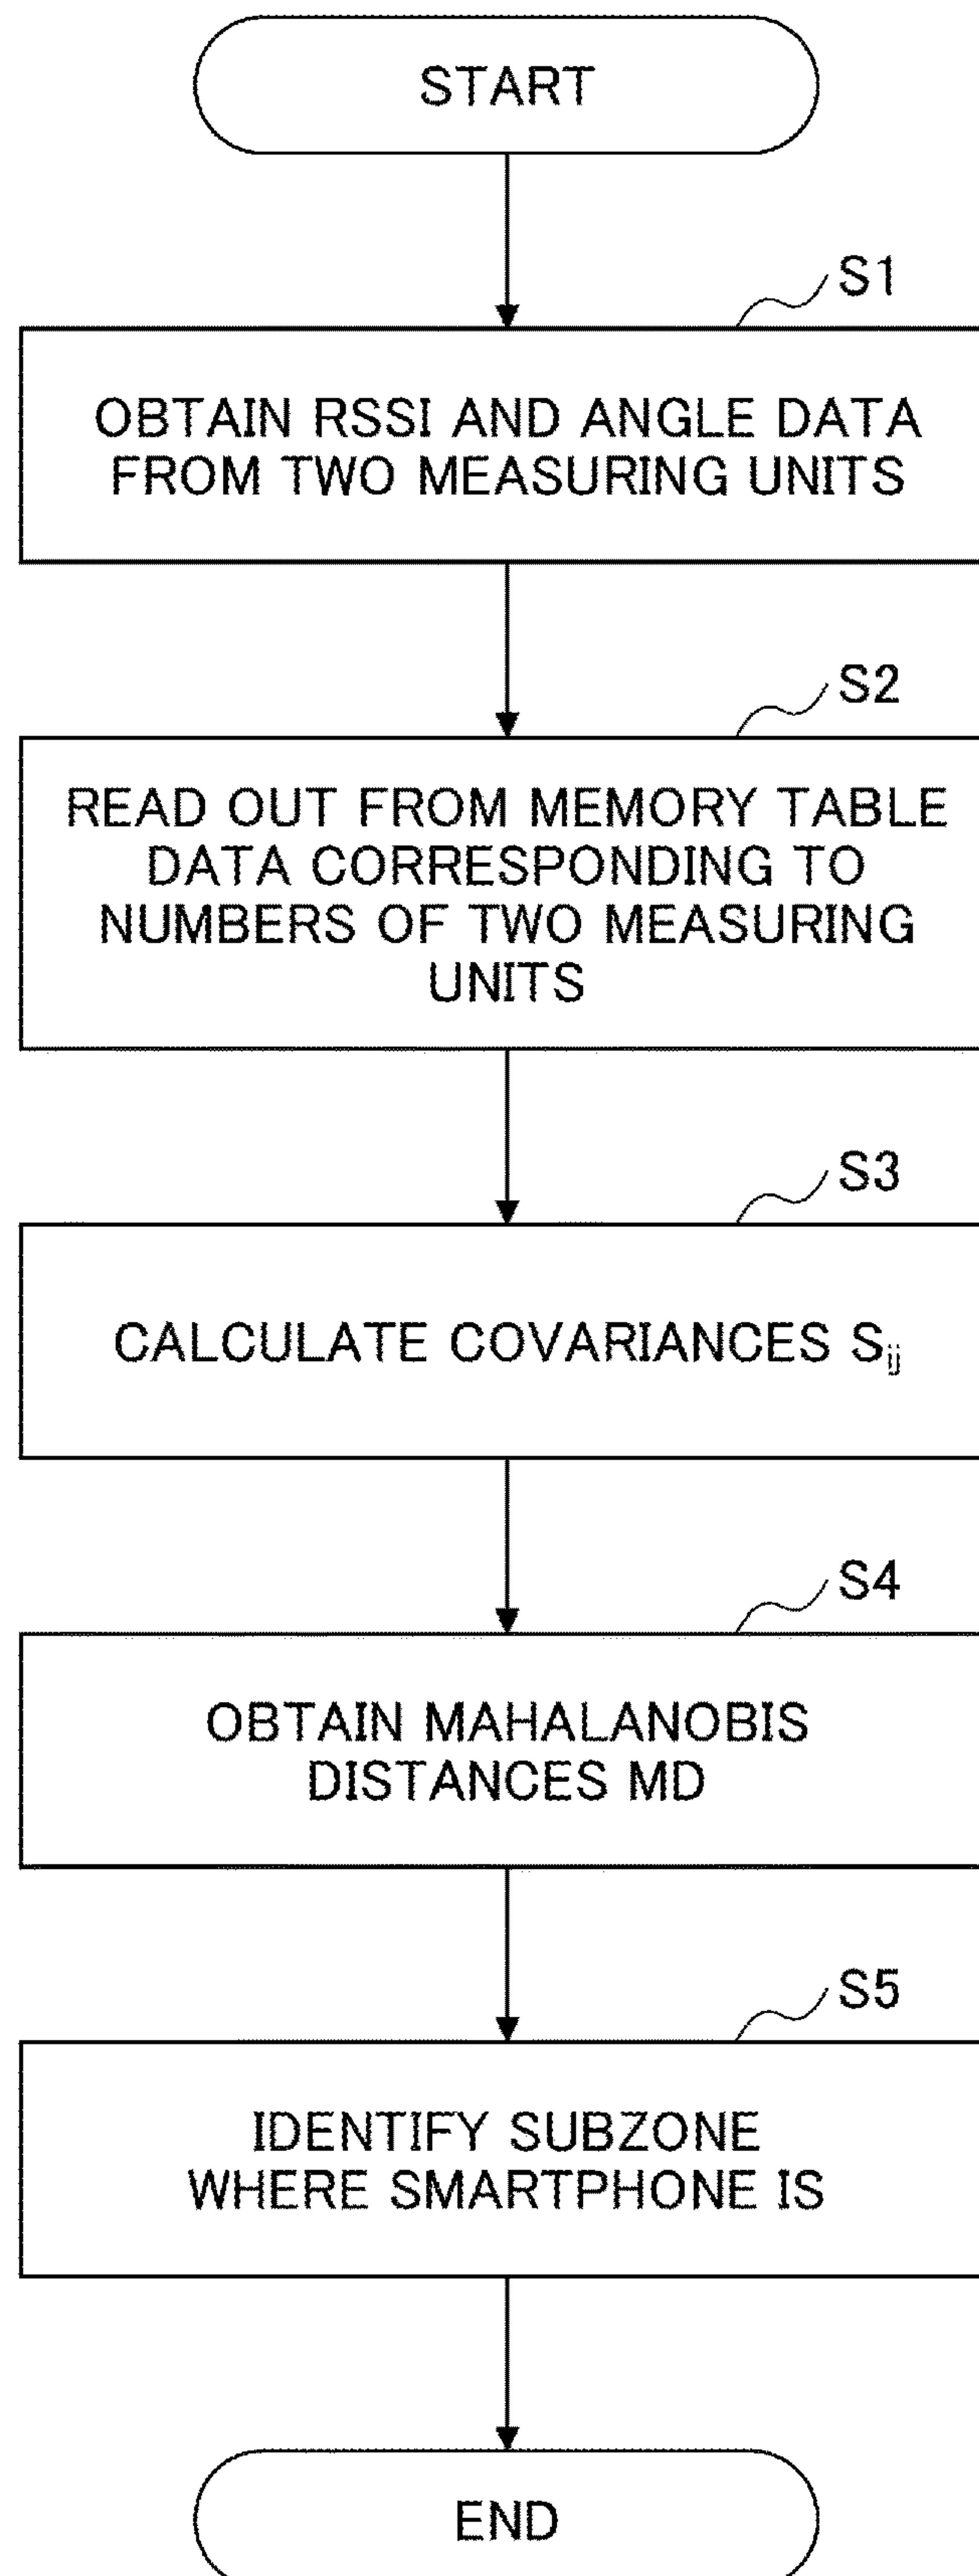 START
S1
OBTAIN RSSI AND ANGLE DATA
FROM TWO MEASURING UNITS
S2
READ OUT FROM MEMORY TABLE
DATA CORRESPONDING TO
NUMBERS OF TWO MEASURING
UNITS
S3
CALCULATE COVARIANCES Sij
S4
OBTAIN MAHALANOBIS
DISTANCES MD
S5
IDENTIFY SUBZONE
WHERE SMARTPHONE IS
END